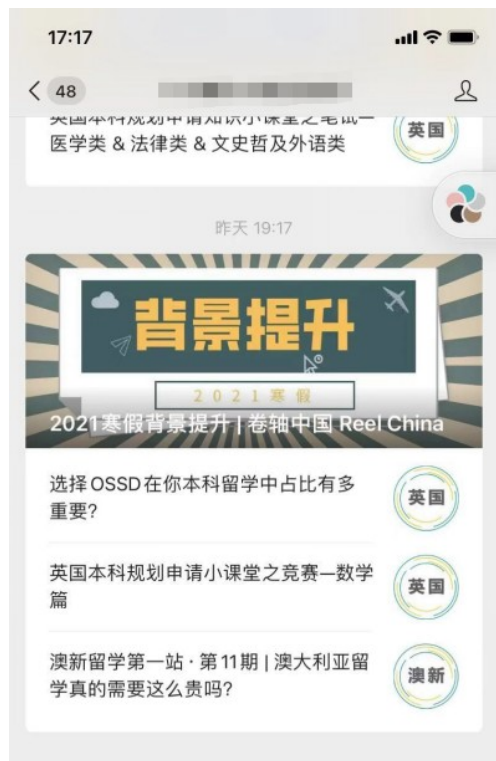 17:17
48
英国本科规划申请知识小课堂之笔试—
医学类 & 法律类 & 文史哲及外语类
英国
昨天 19:17
背景提升
2021寒假
2021寒假背景提升 | 卷轴中国 Reel China
选择OSSD在你本科留学中占比有多
重要?
英国
英国本科规划申请小课堂之竞赛—数学
篇
英国
澳新留学第一站 · 第11期 | 澳大利亚留
学真的需要这么贵吗?
澳新